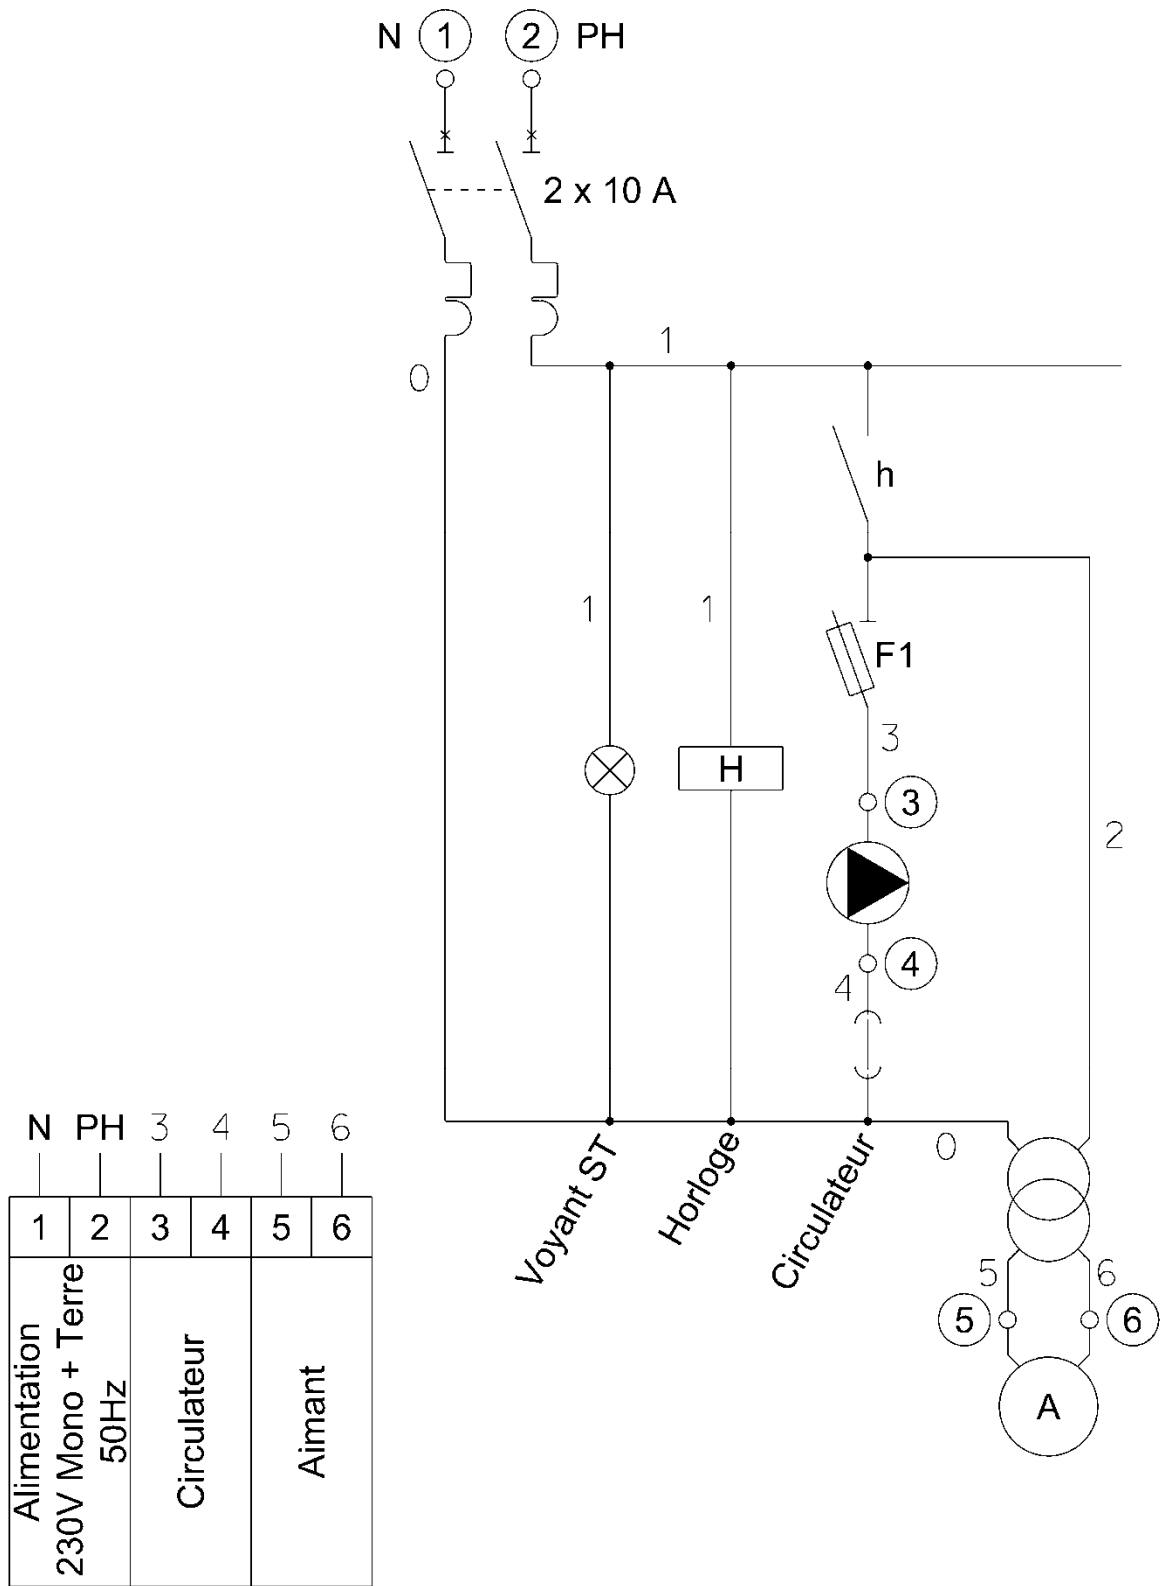 N 1 2 PH
2 x 10 A
1
0
h
1 1
F1
3
H
3
2
4
4
0
Voyant ST
Horloge
Circulateur
N PH 3 4 5 6
1 2 3 4 5 6
Alimentation
230V Mono + Terre
50Hz
Circulateur
Aimant
5 6
5 6
A